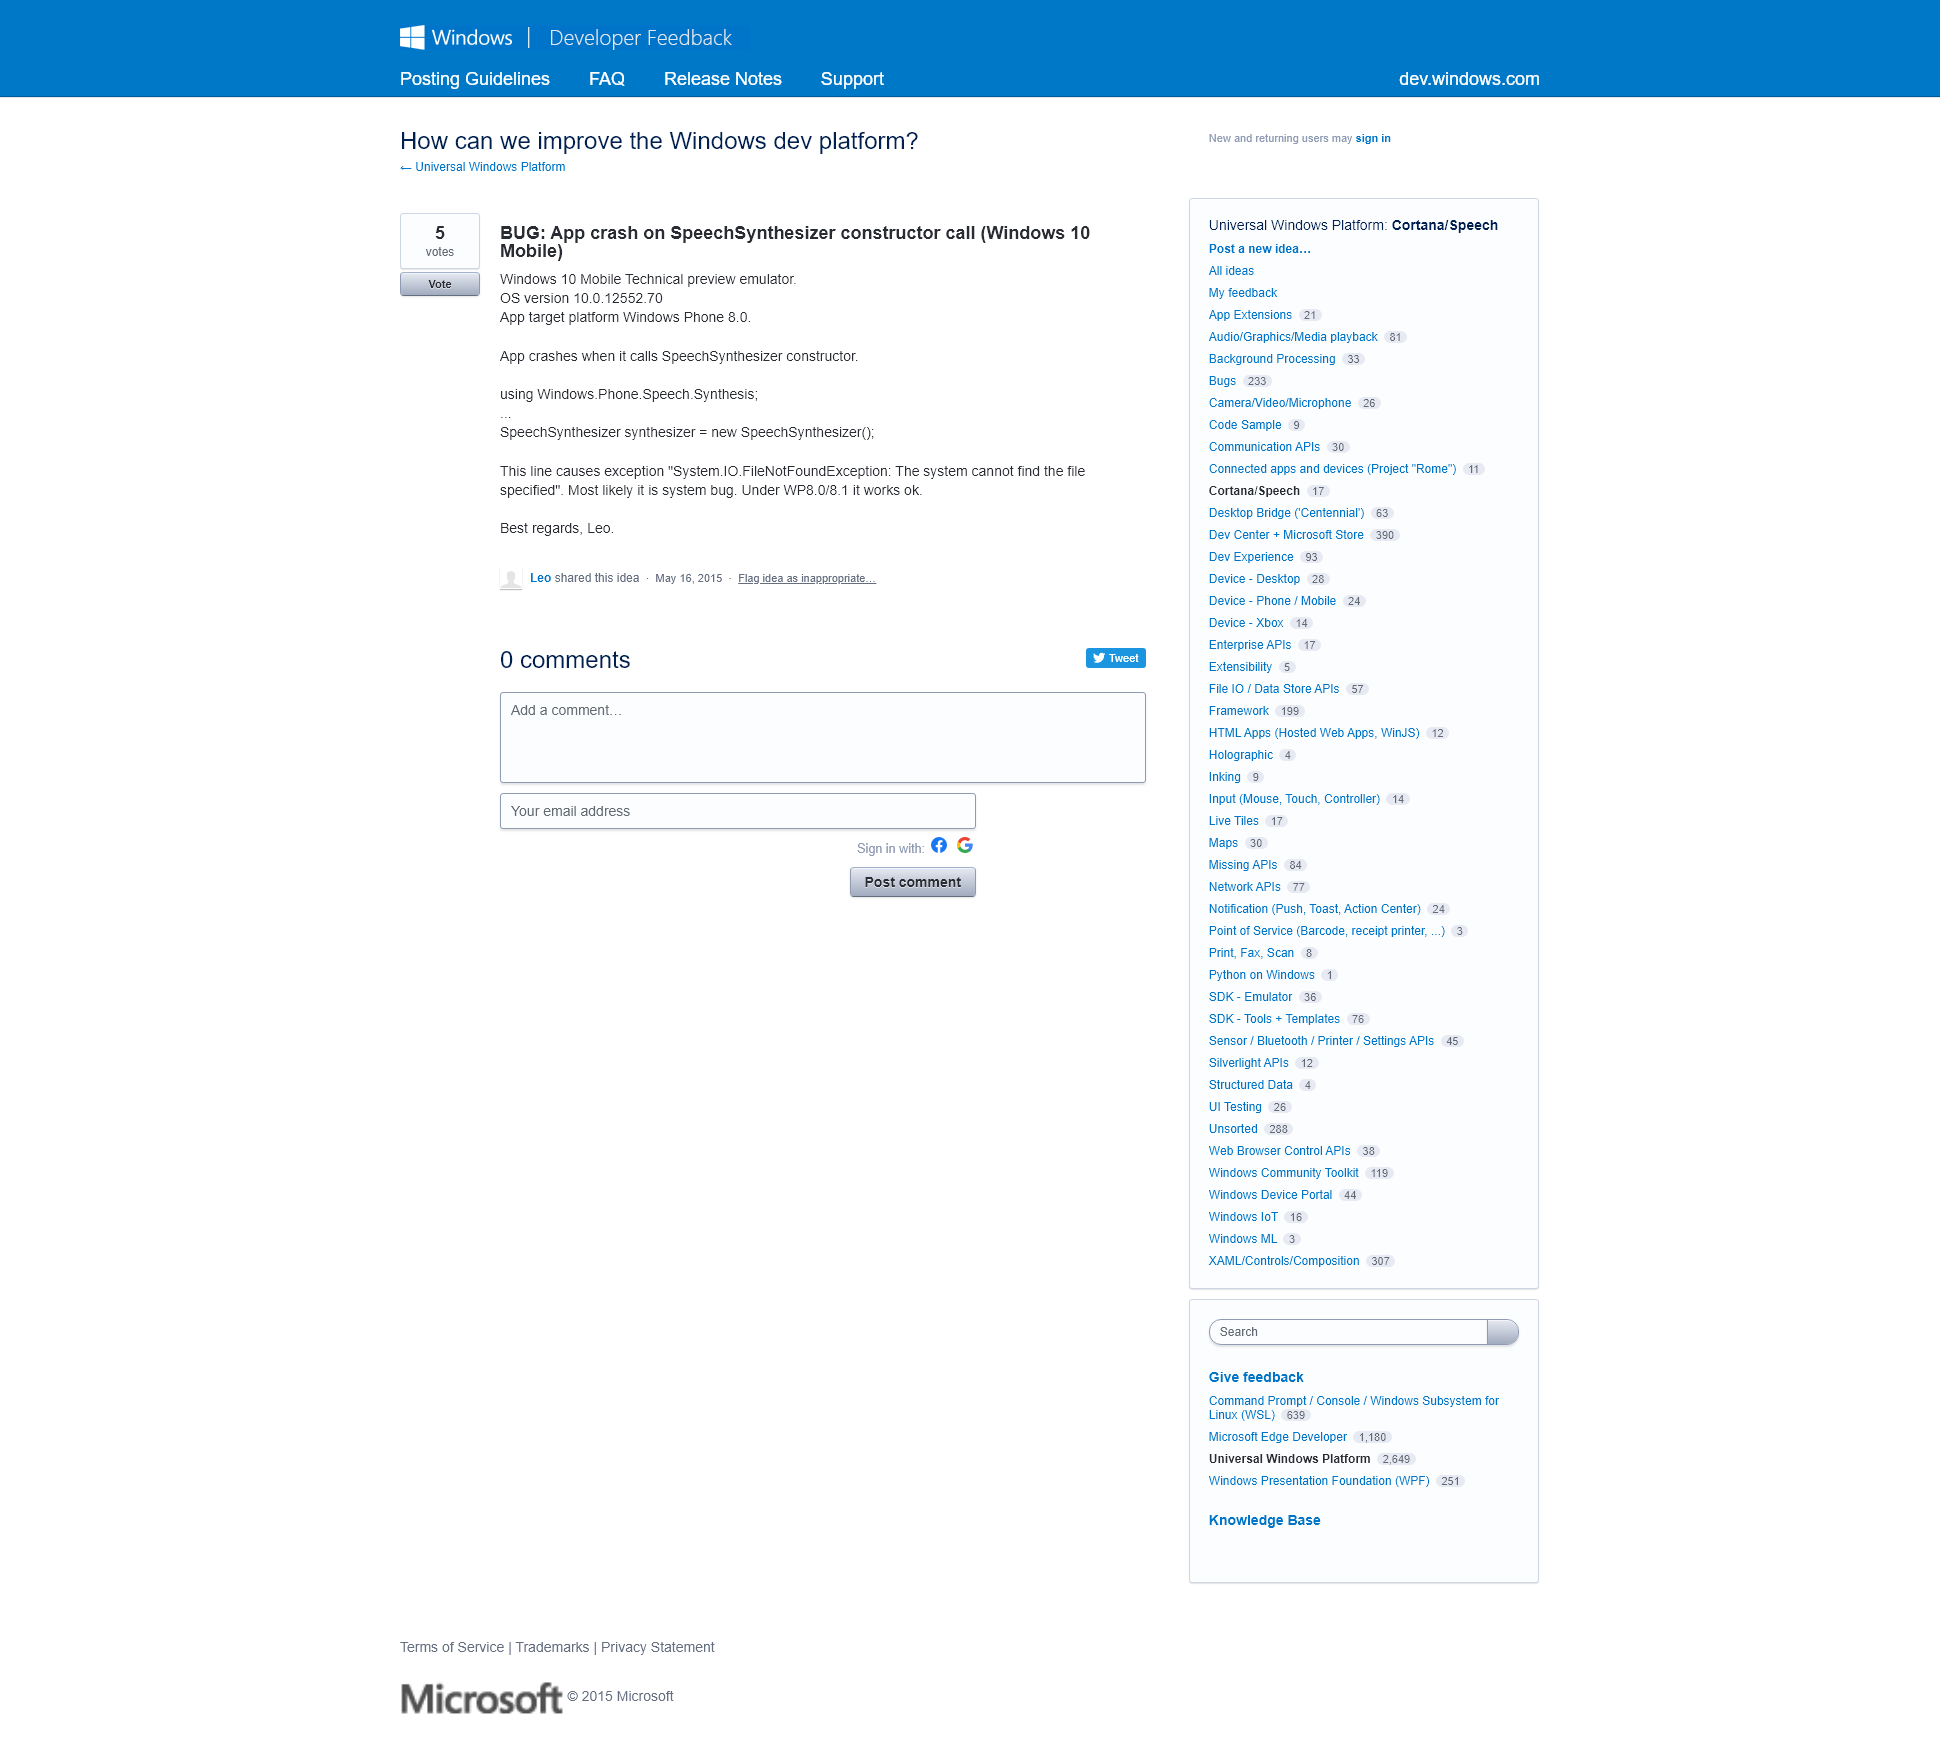 Windows | Developer Feedback
Posting Guidelines FAQ Release Notes Support dev.windows.com
How can we improve the Windows dev platform?
← Universal Windows Platform
New and returning users may sign in
5
votes
Vote
BUG: App crash on SpeechSynthesizer constructor call (Windows 10
Mobile)
Windows 10 Mobile Technical preview emulator.
OS version 10.0.12552.70
App target platform Windows Phone 8.0.
App crashes when it calls SpeechSynthesizer constructor.
using Windows.Phone.Speech.Synthesis;
...
SpeechSynthesizer synthesizer = new SpeechSynthesizer();
This line causes exception "System.IO.FileNotFoundException: The system cannot find the file
specified". Most likely it is system bug. Under WP8.0/8.1 it works ok.
Best regards, Leo.
Leo shared this idea · May 16, 2015 · Flag idea as inappropriate…
0 comments
Tweet
Add a comment…
Your email address
Sign in with:
Post comment
Universal Windows Platform: Cortana/Speech
Post a new idea…
All ideas
My feedback
App Extensions 21
Audio/Graphics/Media playback 81
Background Processing 33
Bugs 233
Camera/Video/Microphone 26
Code Sample 9
Communication APIs 30
Connected apps and devices (Project "Rome") 11
Cortana/Speech 17
Desktop Bridge ('Centennial') 63
Dev Center + Microsoft Store 390
Dev Experience 93
Device - Desktop 28
Device - Phone / Mobile 24
Device - Xbox 14
Enterprise APIs 17
Extensibility 5
File IO / Data Store APIs 57
Framework 199
HTML Apps (Hosted Web Apps, WinJS) 12
Holographic 4
Inking 9
Input (Mouse, Touch, Controller) 14
Live Tiles 17
Maps 30
Missing APIs 84
Network APIs 77
Notification (Push, Toast, Action Center) 24
Point of Service (Barcode, receipt printer, ...) 3
Print, Fax, Scan 8
Python on Windows 1
SDK - Emulator 36
SDK - Tools + Templates 76
Sensor / Bluetooth / Printer / Settings APIs 45
Silverlight APIs 12
Structured Data 4
UI Testing 26
Unsorted 288
Web Browser Control APIs 38
Windows Community Toolkit 119
Windows Device Portal 44
Windows IoT 16
Windows ML 3
XAML/Controls/Composition 307
Search
Give feedback
Command Prompt / Console / Windows Subsystem for
Linux (WSL) 639
Microsoft Edge Developer 1,180
Universal Windows Platform 2,649
Windows Presentation Foundation (WPF) 251
Knowledge Base
Terms of Service | Trademarks | Privacy Statement
Microsoft © 2015 Microsoft